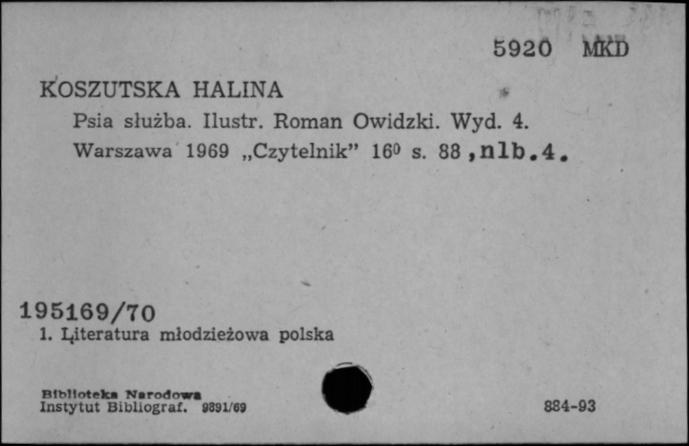 5920 MKD
KOSZUTSKA HALINA
Psia służba. Ilustr. Roman Owidzki. Wyd. 4.
Warszawa 1969 „Czytelnik” 16⁰ s. 88 ,nlb.4.
195169/70
1. Literatura młodzieżowa polska
Biblioteka Narodowa
Instytut Bibliograf. 9891/69
884-93